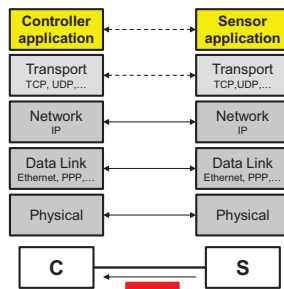 Controller
application
Sensor
application
Transport
TCP, UDP,...
Transport
TCP,UDP,...
Network
IP
Network
IP
Data Link
Ethernet, PPP,...
Data Link
Ethernet, PPP,...
Physical
Physical
C
S